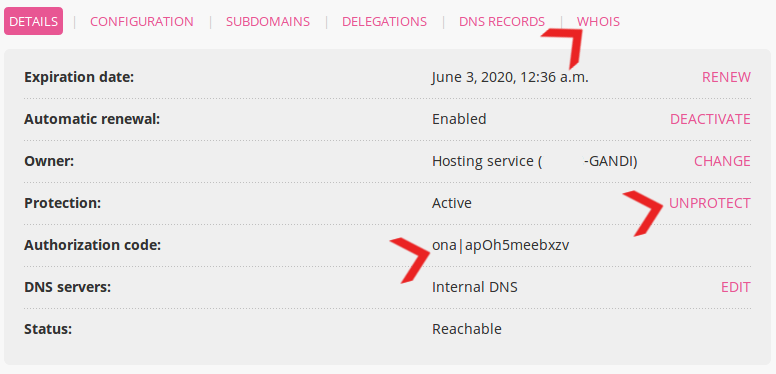 DETAILS | CONFIGURATION | SUBDOMAINS | DELEGATIONS | DNS RECORDS | WHOIS
Expiration date: June 3, 2020, 12:36 a.m. RENEW
Automatic renewal: Enabled DEACTIVATE
Owner: Hosting service ( -GANDI) CHANGE
Protection: Active UNPROTECT
Authorization code: ona|apOh5meebxzv
DNS servers: Internal DNS EDIT
Status: Reachable